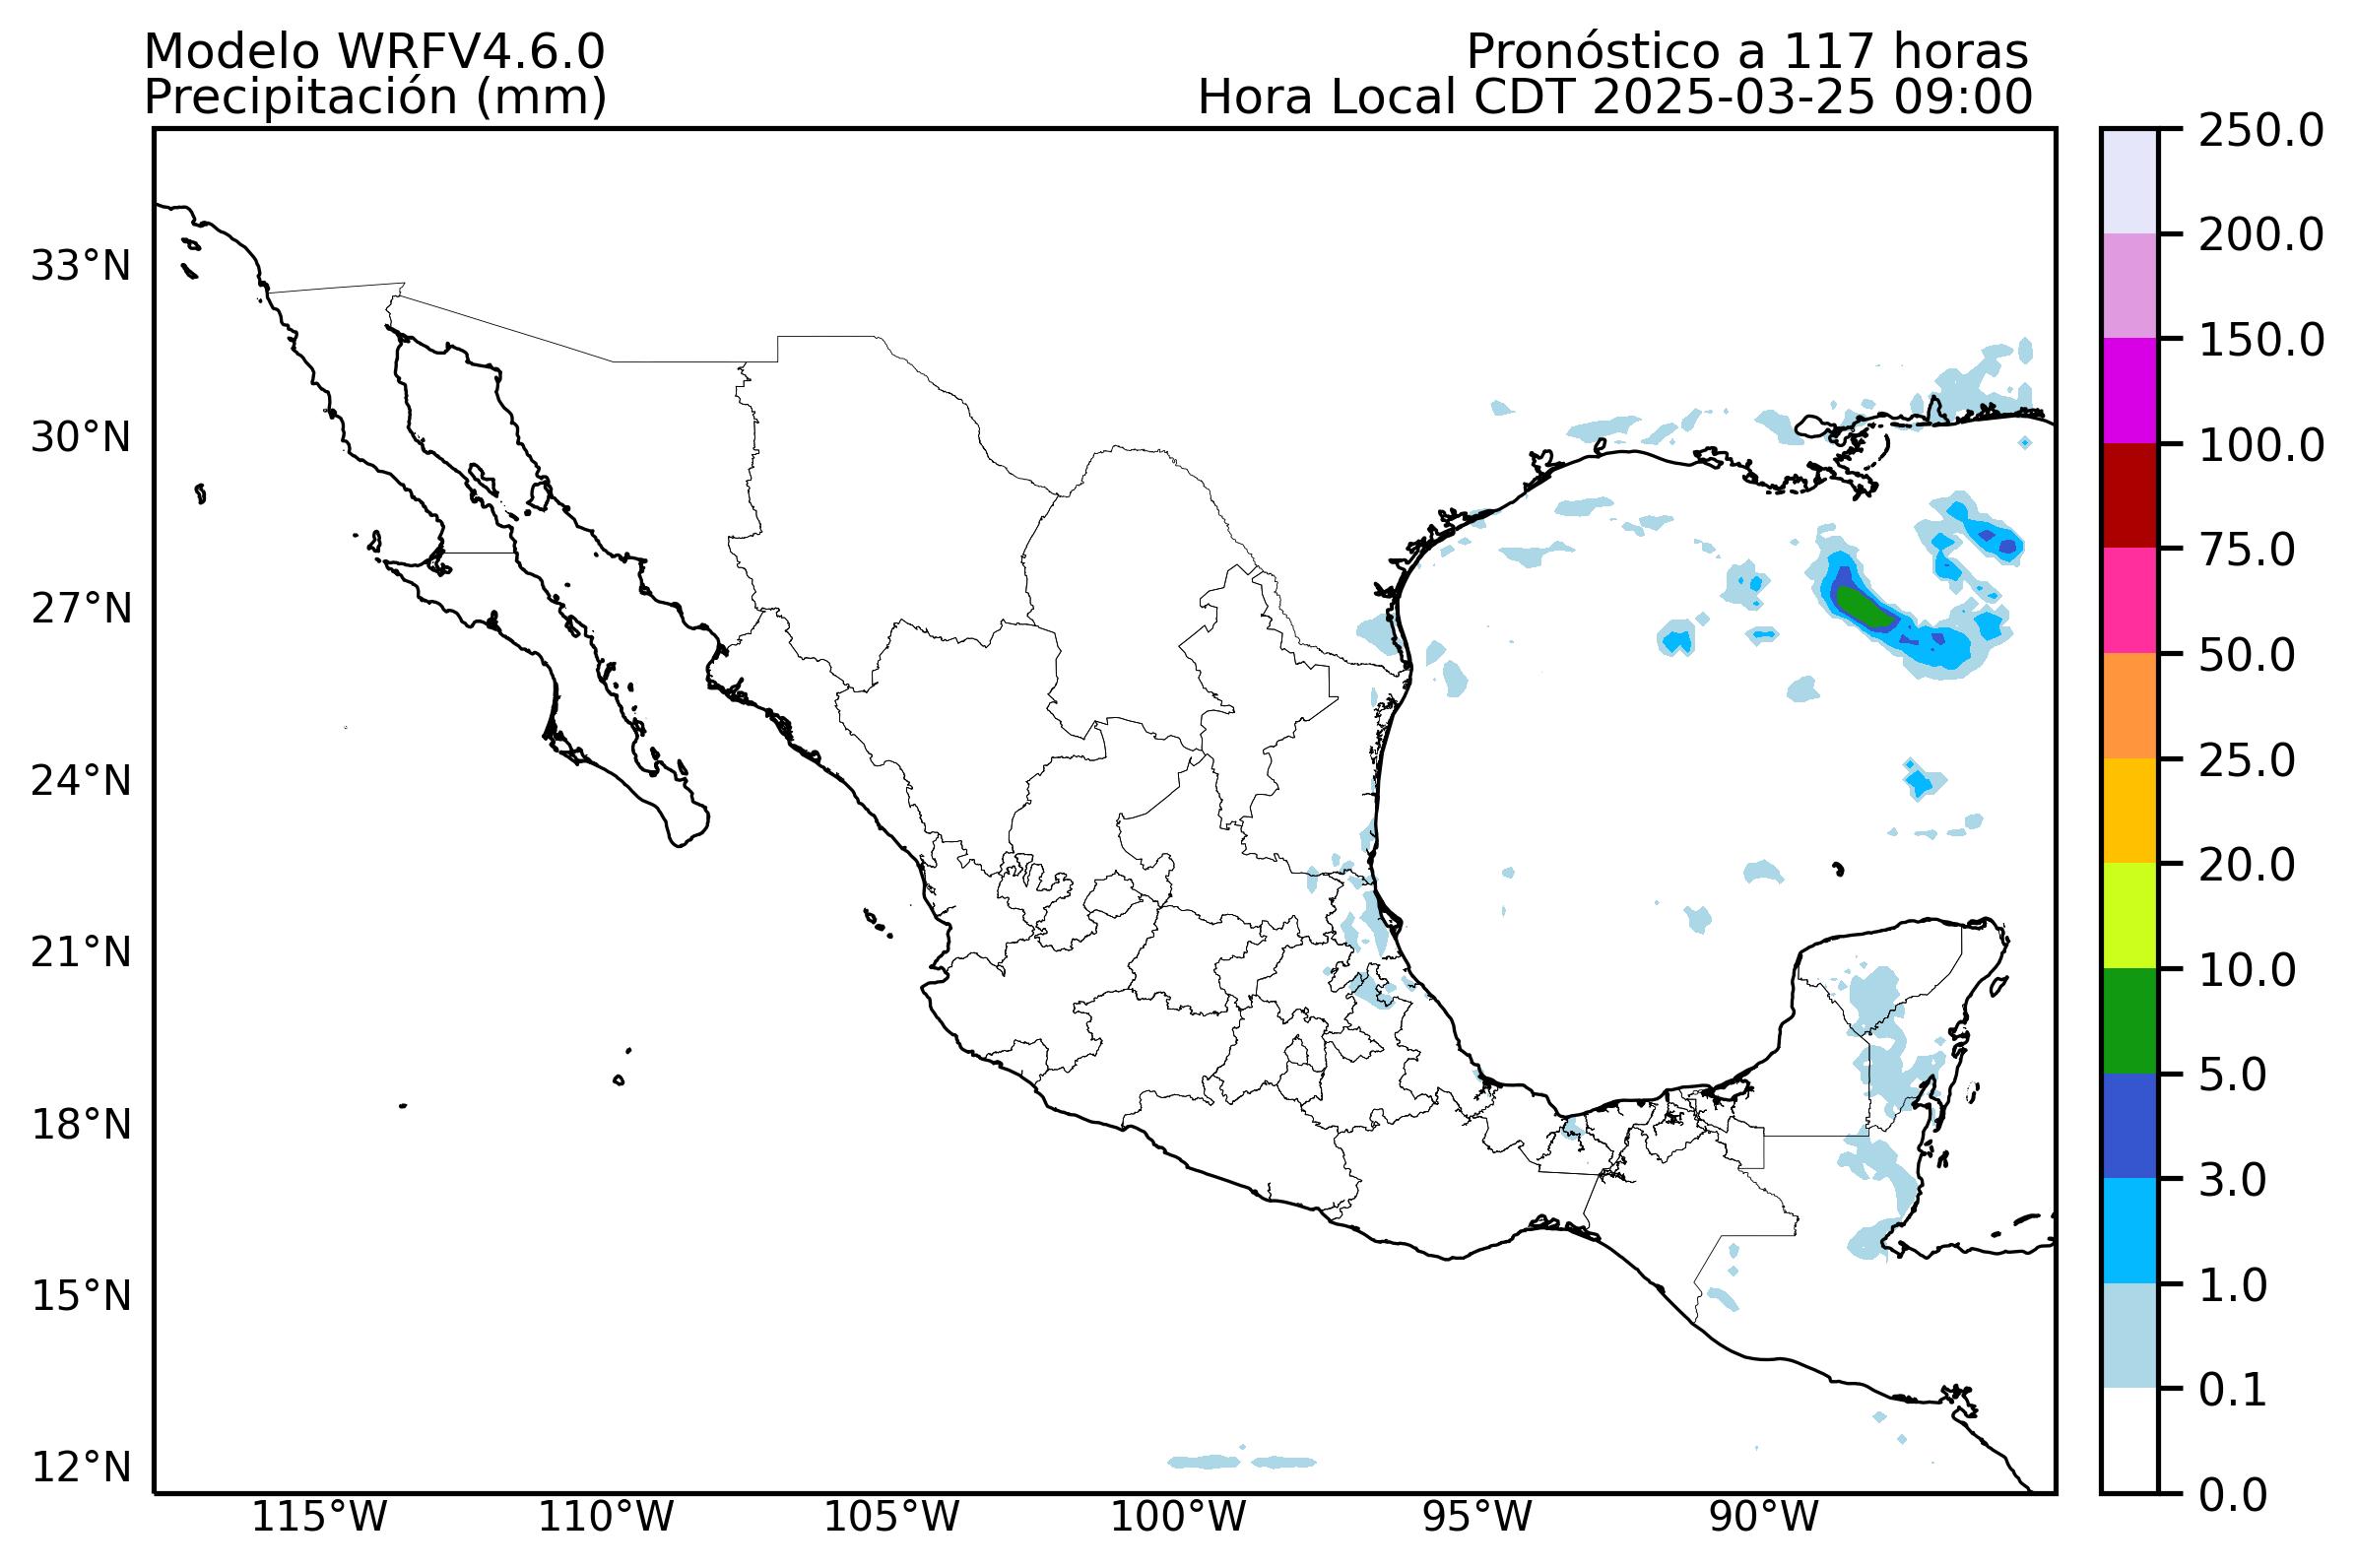 Modelo WRFV4.6.0
Precipitación (mm)
Pronóstico a 117 horas
Hora Local CDT 2025-03-25 09:00
33°N
30°N
27°N
24°N
21°N
18°N
15°N
12°N
115°W
110°W
105°W
100°W
95°W
90°W
250.0
200.0
150.0
100.0
75.0
50.0
25.0
20.0
10.0
5.0
3.0
1.0
0.1
0.0